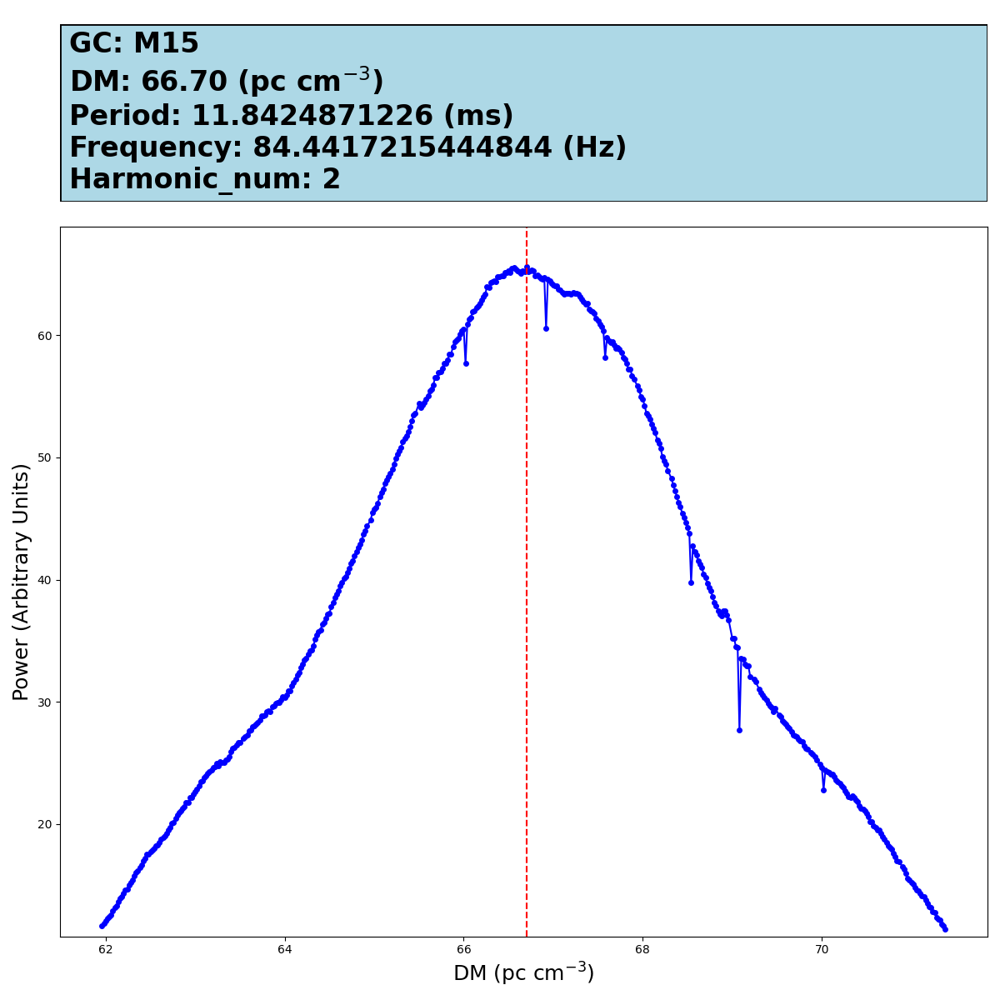 GC: M15
DM: 66.70 (pc cm⁻³)
Period: 11.8424871226 (ms)
Frequency: 84.4417215444844 (Hz)
Harmonic_num: 2
60
50
40
30
20
Power (Arbitrary Units)
62 64 66 68 70
DM (pc cm⁻³)